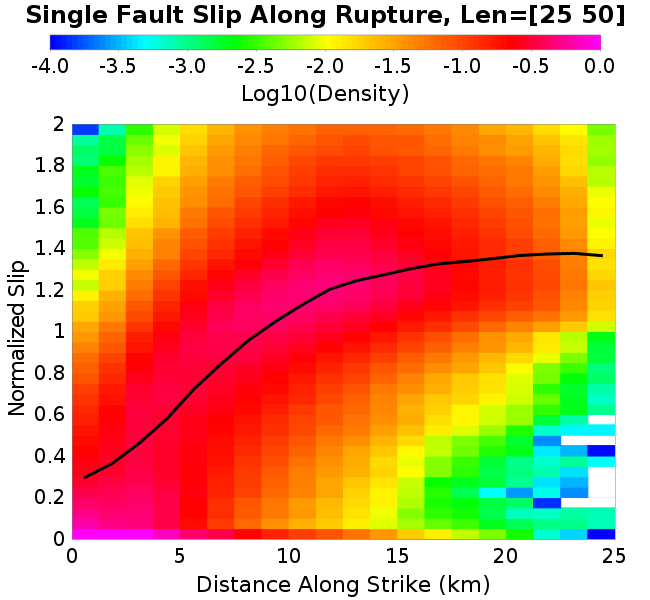 Single Fault Slip Along Rupture, Len=[25 50]
-4.0 -3.5 -3.0 -2.5 -2.0 -1.5 -1.0 -0.5 0.0
Log10(Density)
2
1.8
1.6
1.4
1.2
1
0.8
0.6
0.4
0.2
0
Normalized Slip
0 5 10 15 20 25
Distance Along Strike (km)